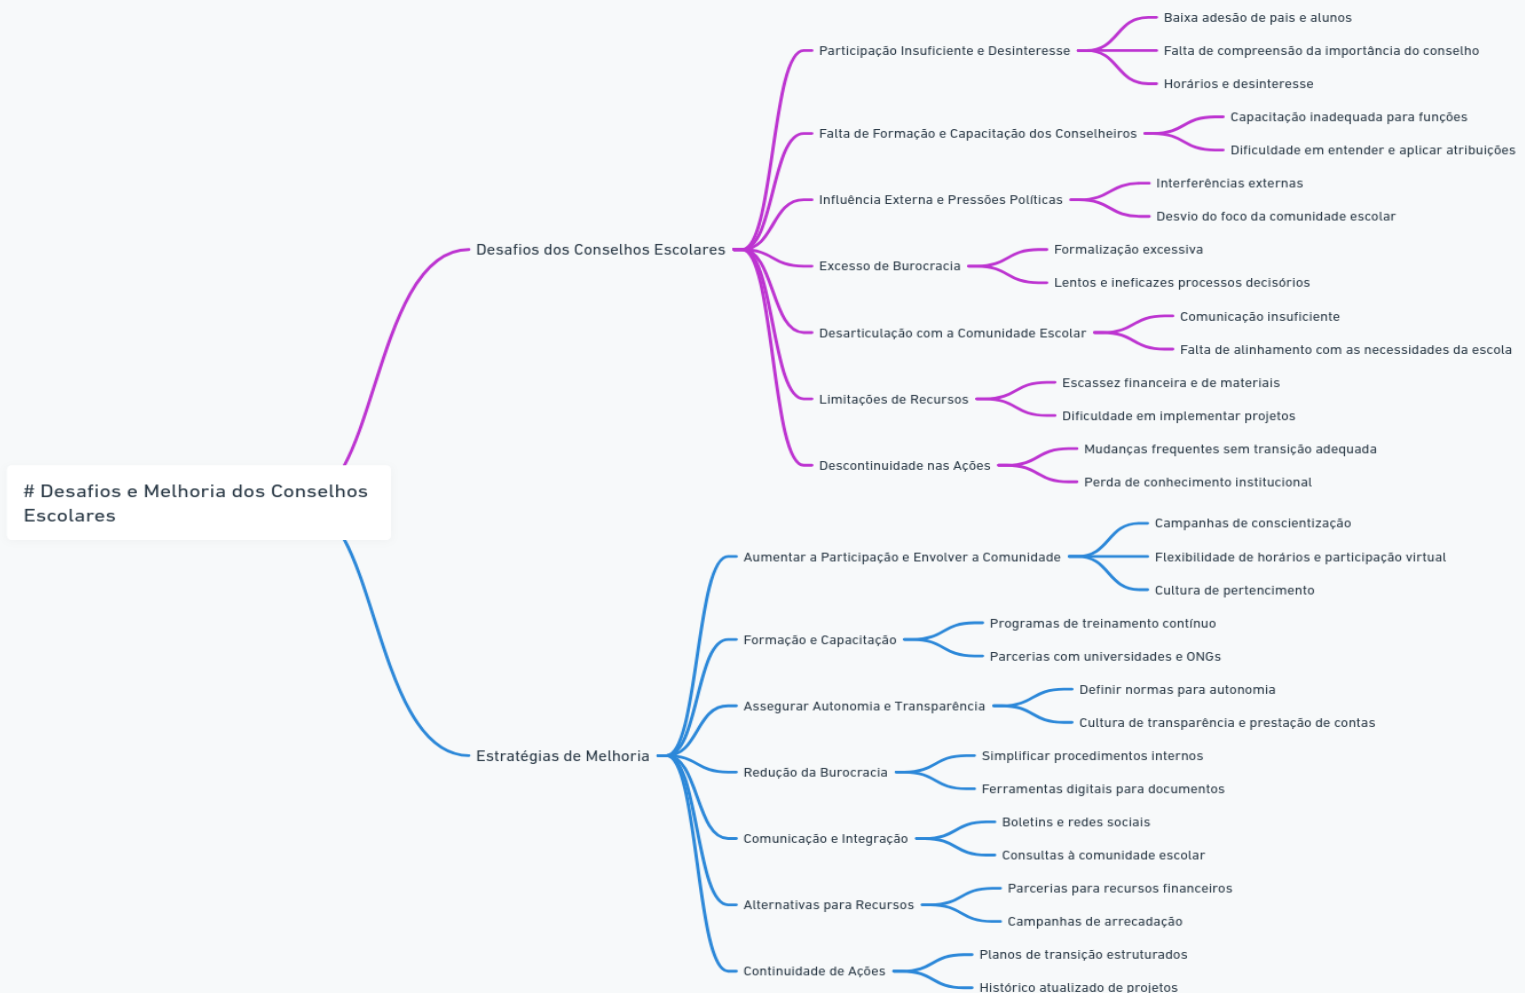 # Desafios e Melhoria dos Conselhos
Escolares
Desafios dos Conselhos Escolares
Participação Insuficiente e Desinteresse
Baixa adesão de pais e alunos
Falta de compreensão da importância do conselho
Horários e desinteresse
Falta de Formação e Capacitação dos Conselheiros
Capacitação inadequada para funções
Dificuldade em entender e aplicar atribuições
Influência Externa e Pressões Políticas
Interferências externas
Desvio do foco da comunidade escolar
Excesso de Burocracia
Formalização excessiva
Lentos e ineficazes processos decisórios
Desarticulação com a Comunidade Escolar
Comunicação insuficiente
Falta de alinhamento com as necessidades da escola
Limitações de Recursos
Escassez financeira e de materiais
Dificuldade em implementar projetos
Descontinuidade nas Ações
Mudanças frequentes sem transição adequada
Perda de conhecimento institucional
Estratégias de Melhoria
Aumentar a Participação e Envolver a Comunidade
Campanhas de conscientização
Flexibilidade de horários e participação virtual
Cultura de pertencimento
Formação e Capacitação
Programas de treinamento contínuo
Parcerias com universidades e ONGs
Assegurar Autonomia e Transparência
Definir normas para autonomia
Cultura de transparência e prestação de contas
Redução da Burocracia
Simplificar procedimentos internos
Ferramentas digitais para documentos
Comunicação e Integração
Boletins e redes sociais
Consultas à comunidade escolar
Alternativas para Recursos
Parcerias para recursos financeiros
Campanhas de arrecadação
Continuidade de Ações
Planos de transição estruturados
Histórico atualizado de projetos